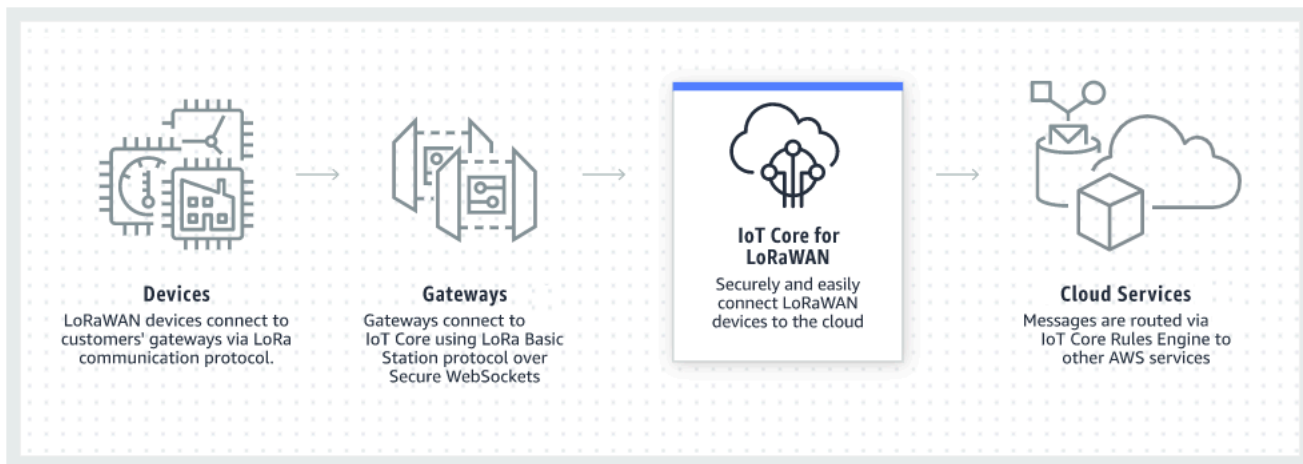 Devices
LoRaWAN devices connect to
customers' gateways via LoRa
communication protocol.
Gateways
Gateways connect to
IoT Core using LoRa Basic
Station protocol over
Secure WebSockets
IoT Core for
LoRaWAN
Securely and easily
connect LoRaWAN
devices to the cloud
Cloud Services
Messages are routed via
IoT Core Rules Engine to
other AWS services